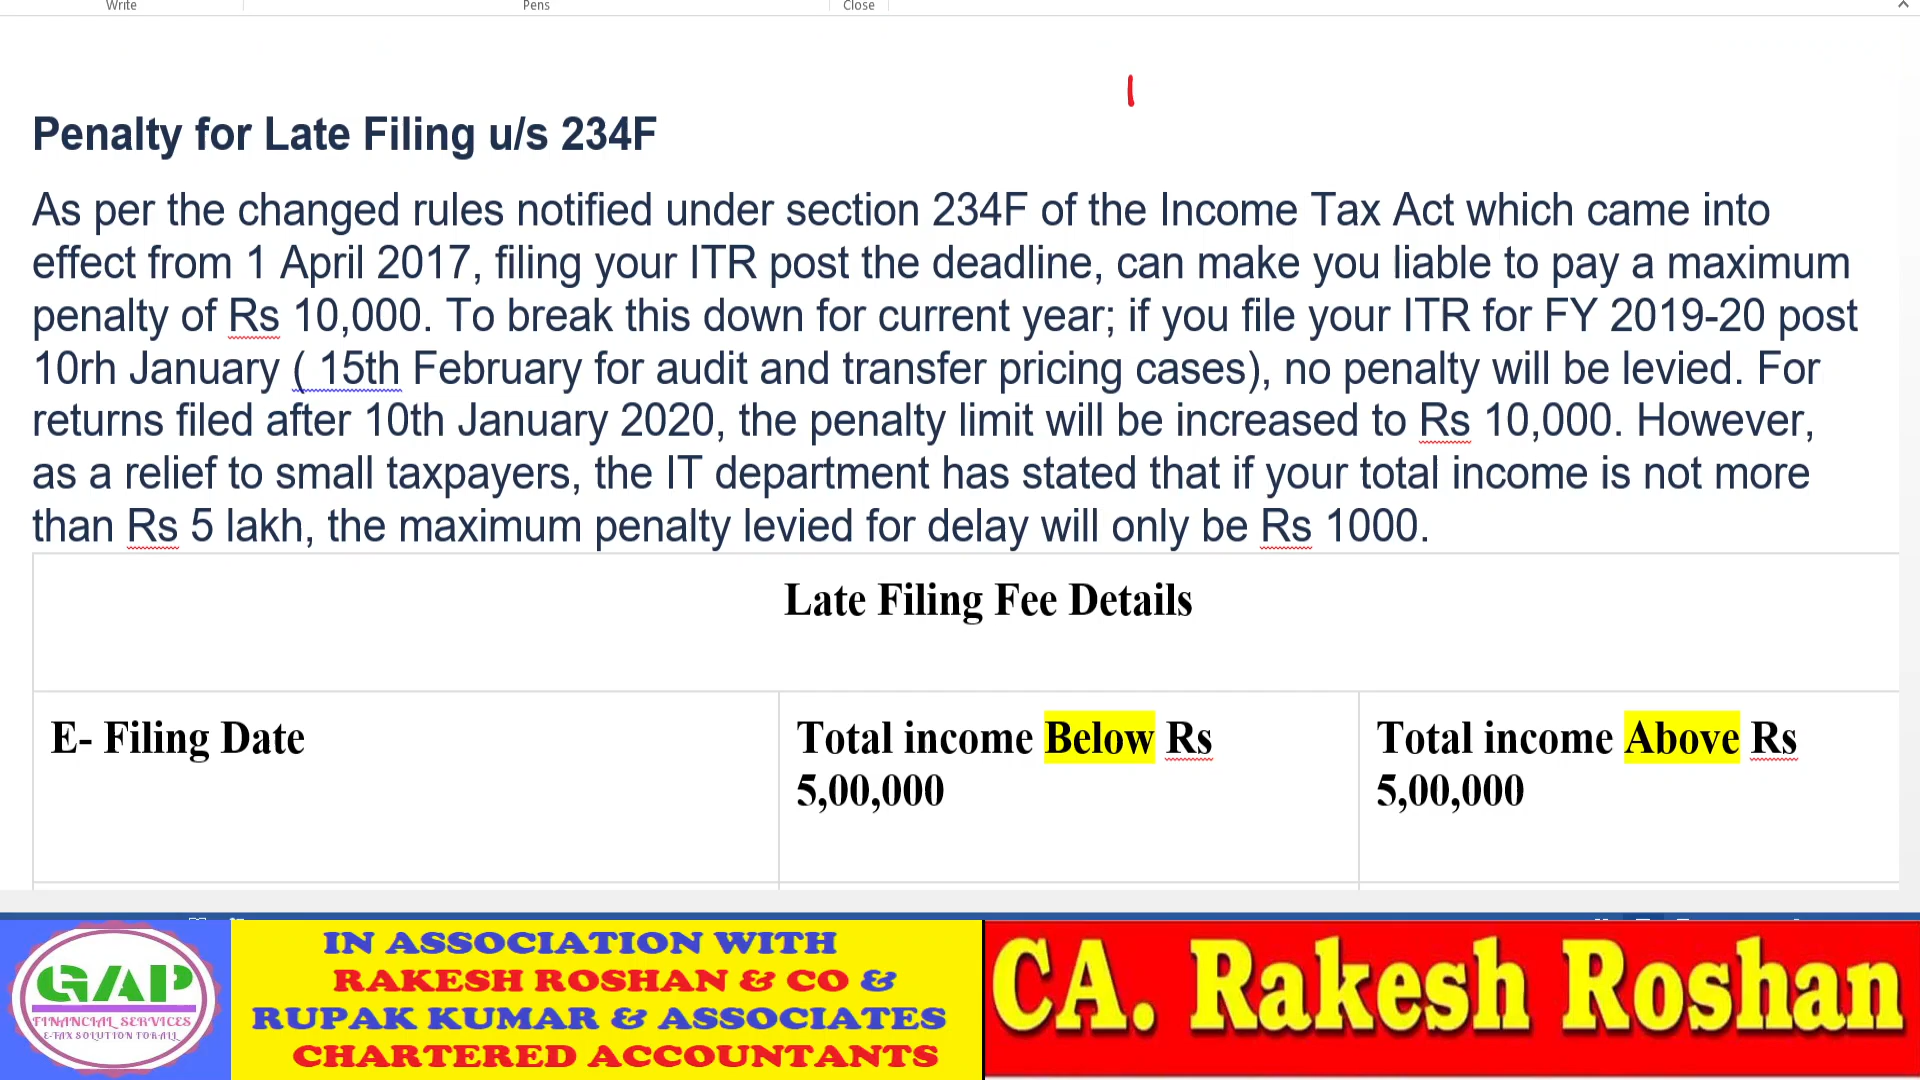 Write Pens Close
Penalty for Late Filing u/s 234F
As per the changed rules notified under section 234F of the Income Tax Act which came into
effect from 1 April 2017, filing your ITR post the deadline, can make you liable to pay a maximum
penalty of Rs 10,000. To break this down for current year; if you file your ITR for FY 2019-20 post
10rh January ( 15th February for audit and transfer pricing cases), no penalty will be levied. For
returns filed after 10th January 2020, the penalty limit will be increased to Rs 10,000. However,
as a relief to small taxpayers, the IT department has stated that if your total income is not more
than Rs 5 lakh, the maximum penalty levied for delay will only be Rs 1000.
Late Filing Fee Details
E- Filing Date
Total income Below Rs
5,00,000
Total income Above Rs
5,00,000
GAP
FINANCIAL SERVICES
E-TAX SOLUTION FOR ALL
IN ASSOCIATION WITH
RAKESH ROSHAN & CO &
RUPAK KUMAR & ASSOCIATES
CHARTERED ACCOUNTANTS
CA. Rakesh Roshan